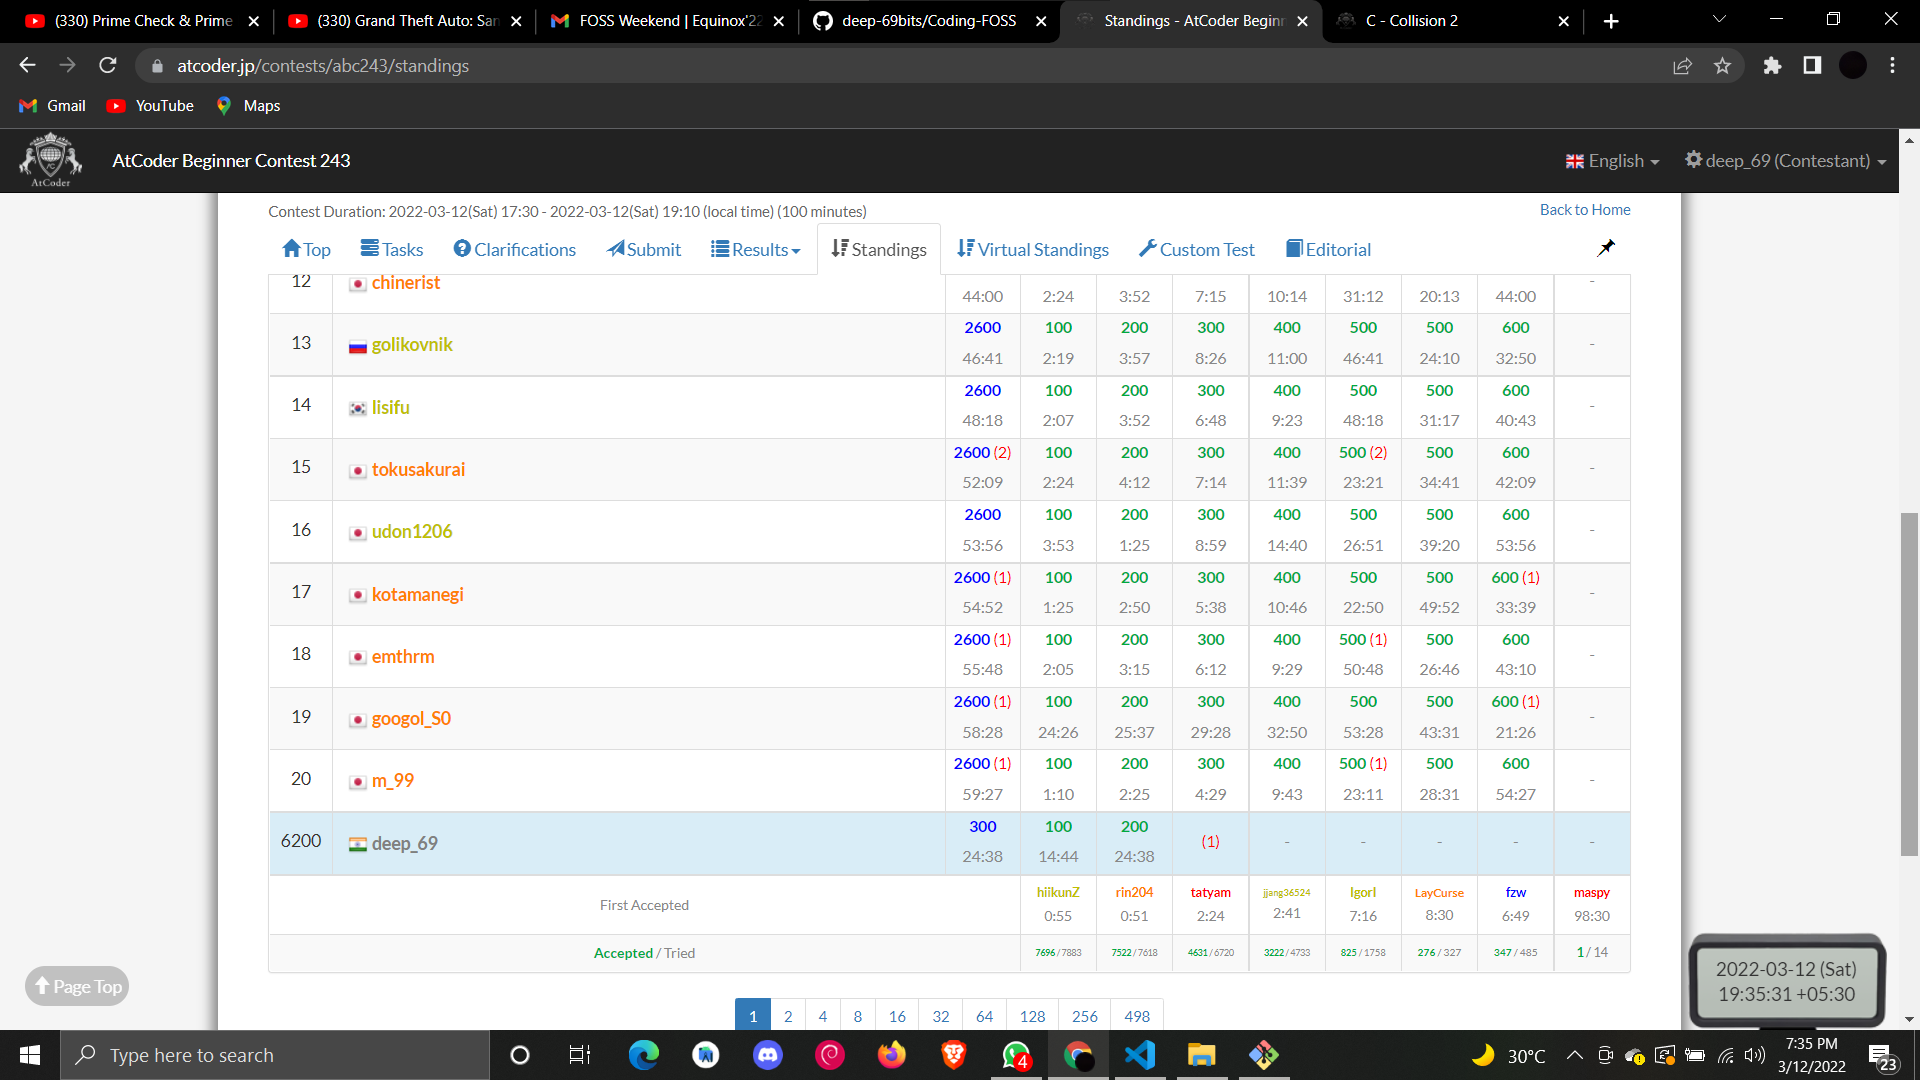 (330) Prime Check & Prime
(330) Grand Theft Auto: San
FOSS Weekend | Equinox'22
deep-69bits/Coding-FOSS
Standings - AtCoder Beginn
C - Collision 2
atcoder.jp/contests/abc243/standings
Gmail YouTube Maps
AtCoder
AtCoder Beginner Contest 243
English
deep_69 (Contestant)
Contest Duration: 2022-03-12(Sat) 17:30 - 2022-03-12(Sat) 19:10 (local time) (100 minutes)
Back to Home
Top Tasks Clarifications Submit Results Standings Virtual Standings Custom Test Editorial
12 chinerist -
44:00 2:24 3:52 7:15 10:14 31:12 20:13 44:00
13 golikovnik 2600 100 200 300 400 500 500 600 -
46:41 2:19 3:57 8:26 11:00 46:41 24:10 32:50
14 lisifu 2600 100 200 300 400 500 500 600 -
48:18 2:07 3:52 6:48 9:23 48:18 31:17 40:43
15 tokusakurai 2600 (2) 100 200 300 400 500 (2) 500 600 -
52:09 2:24 4:12 7:14 11:39 23:21 34:41 42:09
16 udon1206 2600 100 200 300 400 500 500 600 -
53:56 3:53 1:25 8:59 14:40 26:51 39:20 53:56
17 kotamanegi 2600 (1) 100 200 300 400 500 500 600 (1) -
54:52 1:25 2:50 5:38 10:46 22:50 49:52 33:39
18 emthrm 2600 (1) 100 200 300 400 500 (1) 500 600 -
55:48 2:05 3:15 6:12 9:29 50:48 26:46 43:10
19 googol_S0 2600 (1) 100 200 300 400 500 500 600 (1) -
58:28 24:26 25:37 29:28 32:50 53:28 43:31 21:26
20 m_99 2600 (1) 100 200 300 400 500 (1) 500 600 -
59:27 1:10 2:25 4:29 9:43 23:11 28:31 54:27
6200 deep_69 300 100 200 (1) - - - - -
24:38 14:44 24:38
First Accepted hiikunZ rin204 tatyam jjang36524 Igorl LayCurse fzw maspy
0:55 0:51 2:24 2:41 7:16 8:30 6:49 98:30
Accepted / Tried 7696 / 7883 7522 / 7618 4631 / 6720 3222 / 4733 825 / 1758 276 / 327 347 / 485 1 / 14
Page Top
1 2 4 8 16 32 64 128 256 498
2022-03-12 (Sat)
19:35:31 +05:30
Type here to search
4
30°C
7:35 PM
3/12/2022
23